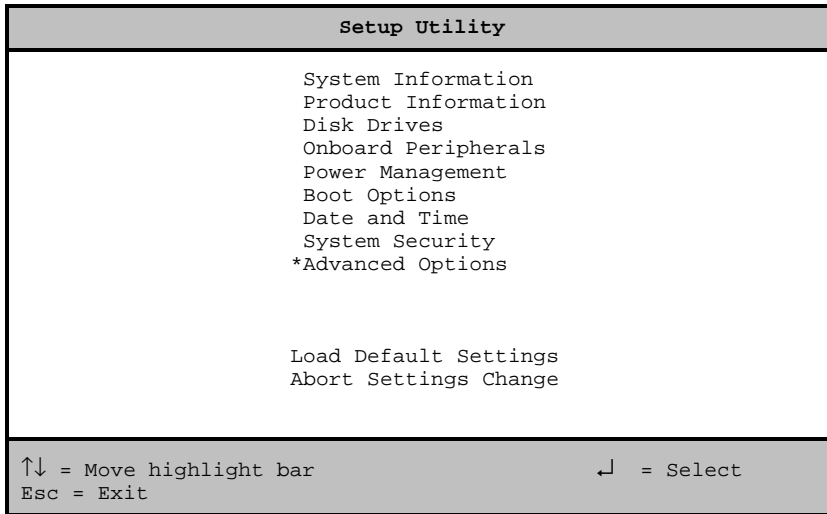 Setup Utility
System Information
Product Information
Disk Drives
Onboard Peripherals
Power Management
Boot Options
Date and Time
System Security
*Advanced Options
Load Default Settings
Abort Settings Change
↑↓ = Move highlight bar ↵ = Select
Esc = Exit